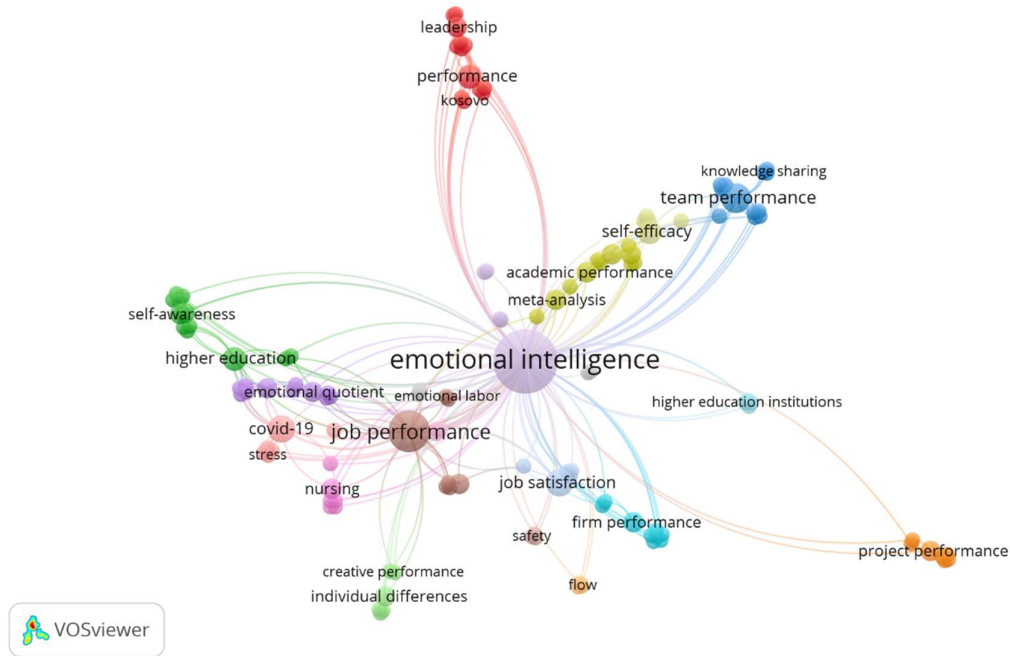 leadership
performance
kosovo
knowledge sharing
team performance
self-efficacy
academic performance
meta-analysis
self-awareness
higher education
emotional intelligence
emotional quotient
emotional labor
higher education institutions
covid-19
job performance
stress
nursing
job satisfaction
firm performance
safety
project performance
creative performance
flow
individual differences
VOSviewer